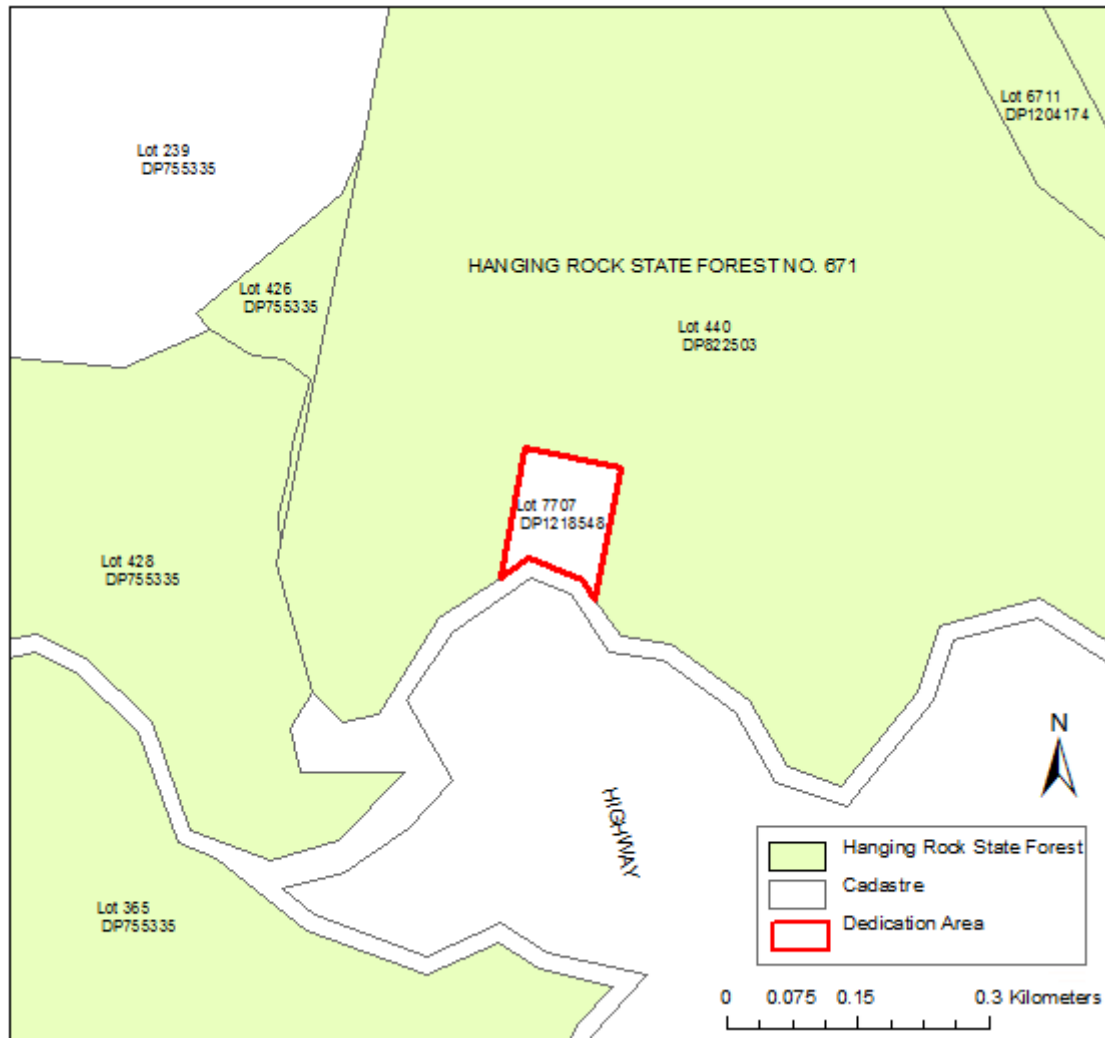 Lot 6711
DP1204174
Lot 239
DP755335
HANGING ROCK STATE FOREST NO. 671
Lot 426
DP755335
Lot 440
DP822503
Lot 7707
DP1218548
Lot 428
DP755335
N
HIGHWAY
Hanging Rock State Forest
Cadastre
Dedication Area
Lot 365
DP755335
0 0.075 0.15 0.3 Kilometers